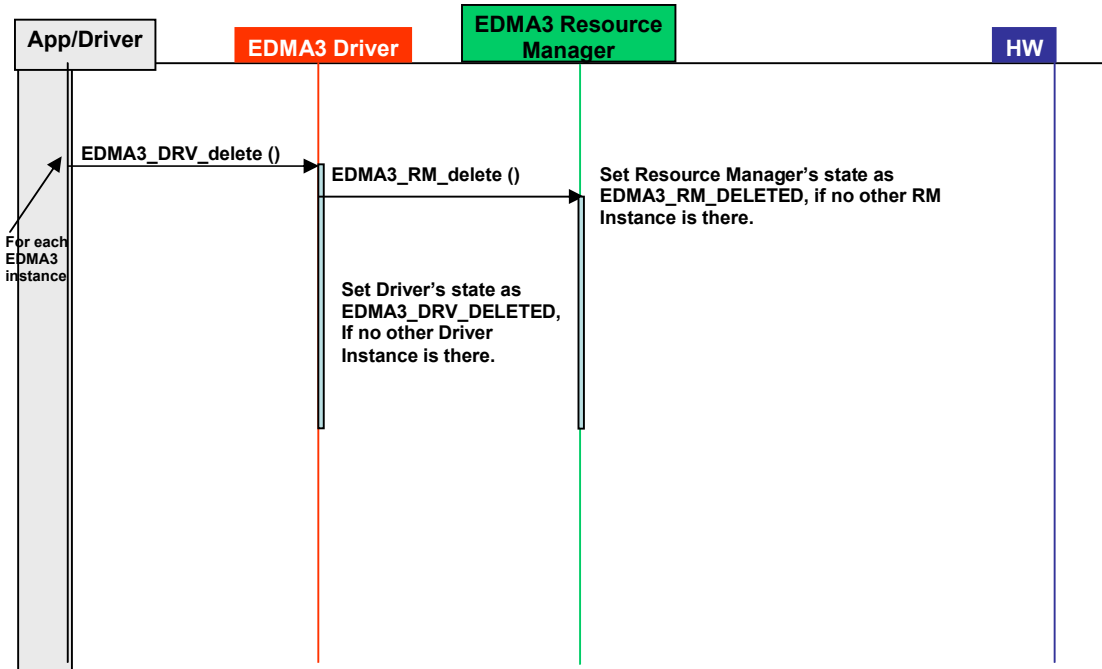 App/Driver
EDMA3 Driver
EDMA3 Resource
Manager
HW
EDMA3_DRV_delete ()
EDMA3_RM_delete ()
Set Resource Manager’s state as
EDMA3_RM_DELETED, if no other RM
Instance is there.
For each
EDMA3
instance
Set Driver’s state as
EDMA3_DRV_DELETED,
If no other Driver
Instance is there.